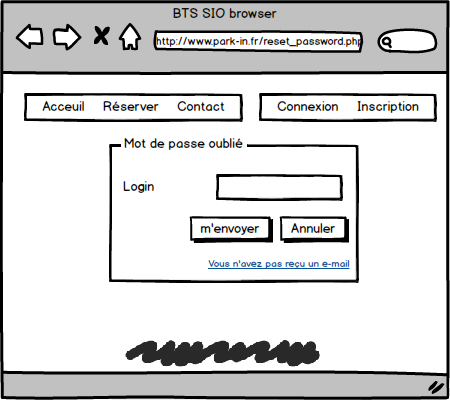 BTS SIO browser
http://www.park-in.fr/reset_password.php
Acceuil Réserver Contact Connexion Inscription
Mot de passe oublié
Login
m'envoyer Annuler
Vous n'avez pas reçu un e-mail